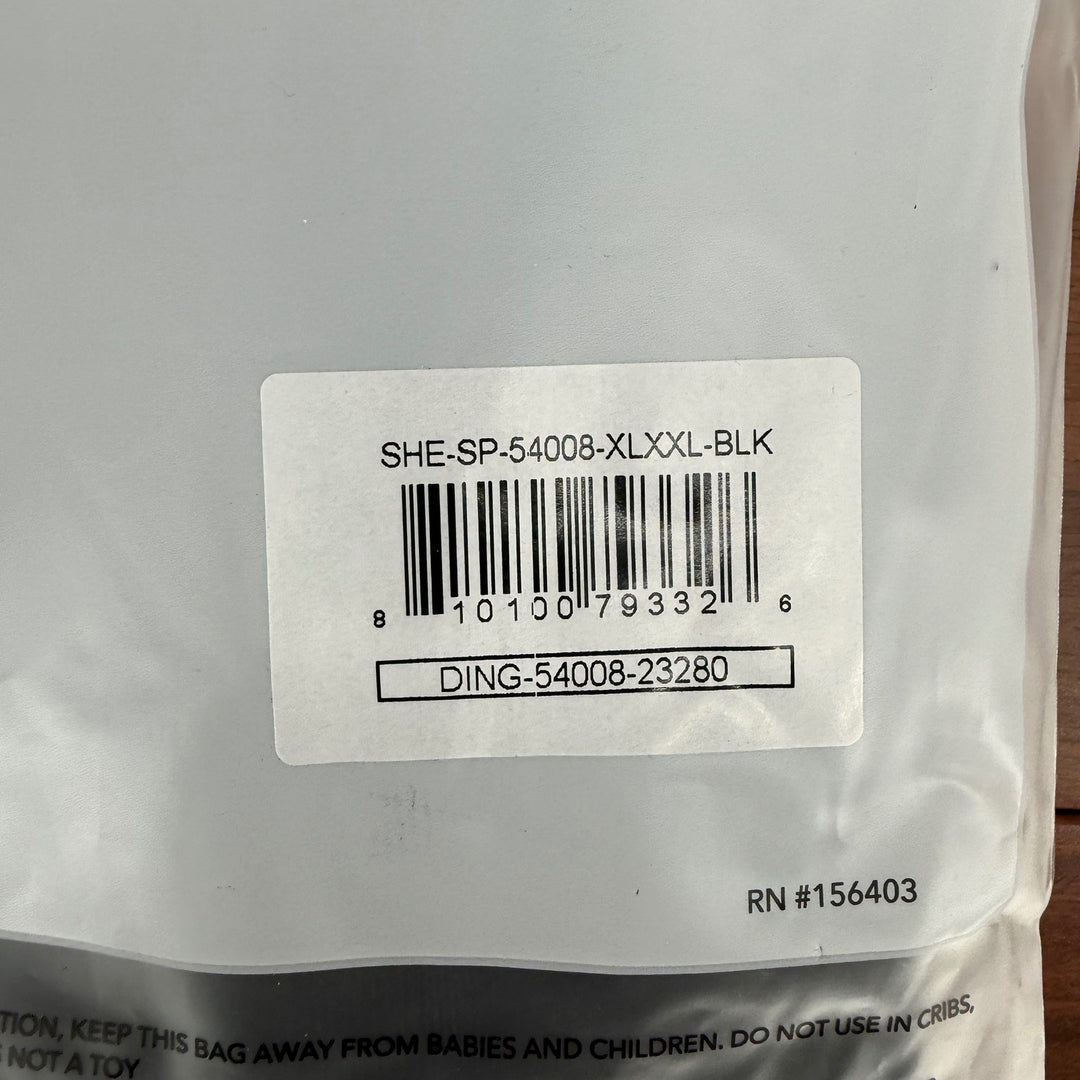 SHE-SP-54008-XLXXL-BLK
8 10100 79332 6
DING-54008-23280
RN #156403
TION, KEEP THIS BAG AWAY FROM BABIES AND CHILDREN. DO NOT USE IN CRIBS,
NOT A TOY